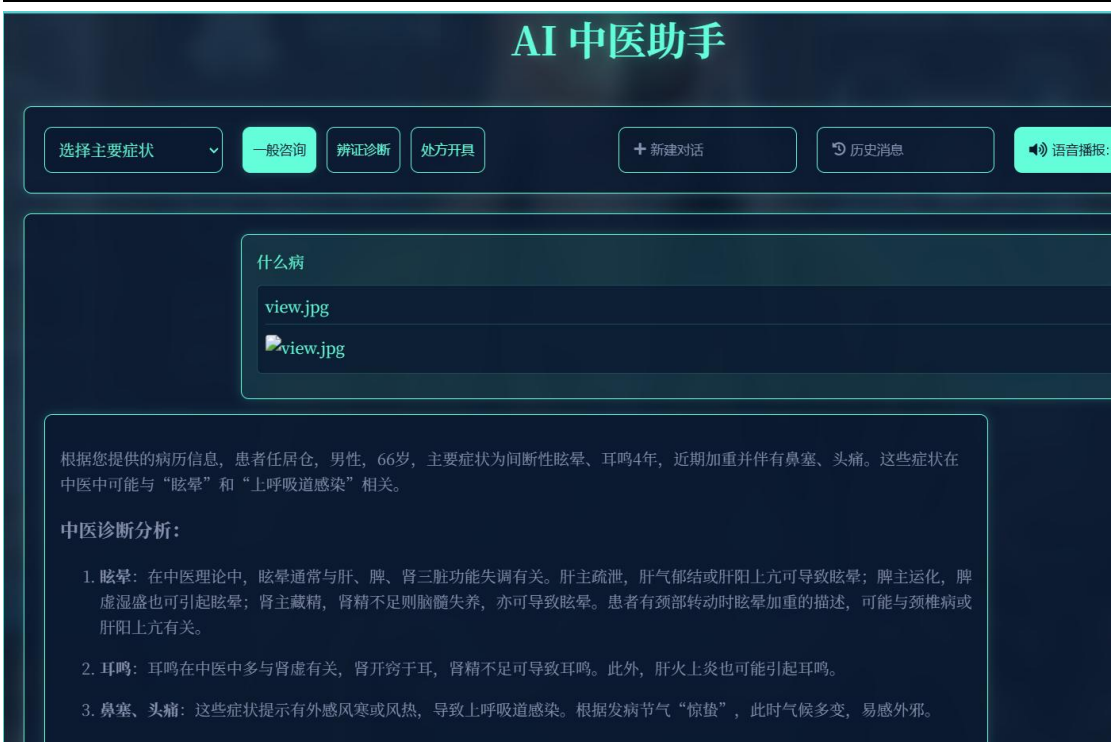 AI 中医助手
选择主要症状 一般咨询 辨证诊断 处方开具 + 新建对话 历史消息 语音播报:
什么病
view.jpg
view.jpg
根据您提供的病历信息，患者任居仓，男性，66岁，主要症状为间断性眩晕、耳鸣4年，近期加重并伴有鼻塞、头痛。这些症状在
中医中可能与“眩晕”和“上呼吸道感染”相关。
中医诊断分析：
1. 眩晕：在中医理论中，眩晕通常与肝、脾、肾三脏功能失调有关。肝主疏泄，肝气郁结或肝阳上亢可导致眩晕；脾主运化，脾
虚湿盛也可引起眩晕；肾主藏精，肾精不足则脑髓失养，亦可导致眩晕。患者有颈部转动时眩晕加重的描述，可能与颈椎病或
肝阳上亢有关。
2. 耳鸣：耳鸣在中医中多与肾虚有关，肾开窍于耳，肾精不足可导致耳鸣。此外，肝火上炎也可能引起耳鸣。
3. 鼻塞、头痛：这些症状提示有外感风寒或风热，导致上呼吸道感染。根据发病节气“惊蛰”，此时气候多变，易感外邪。